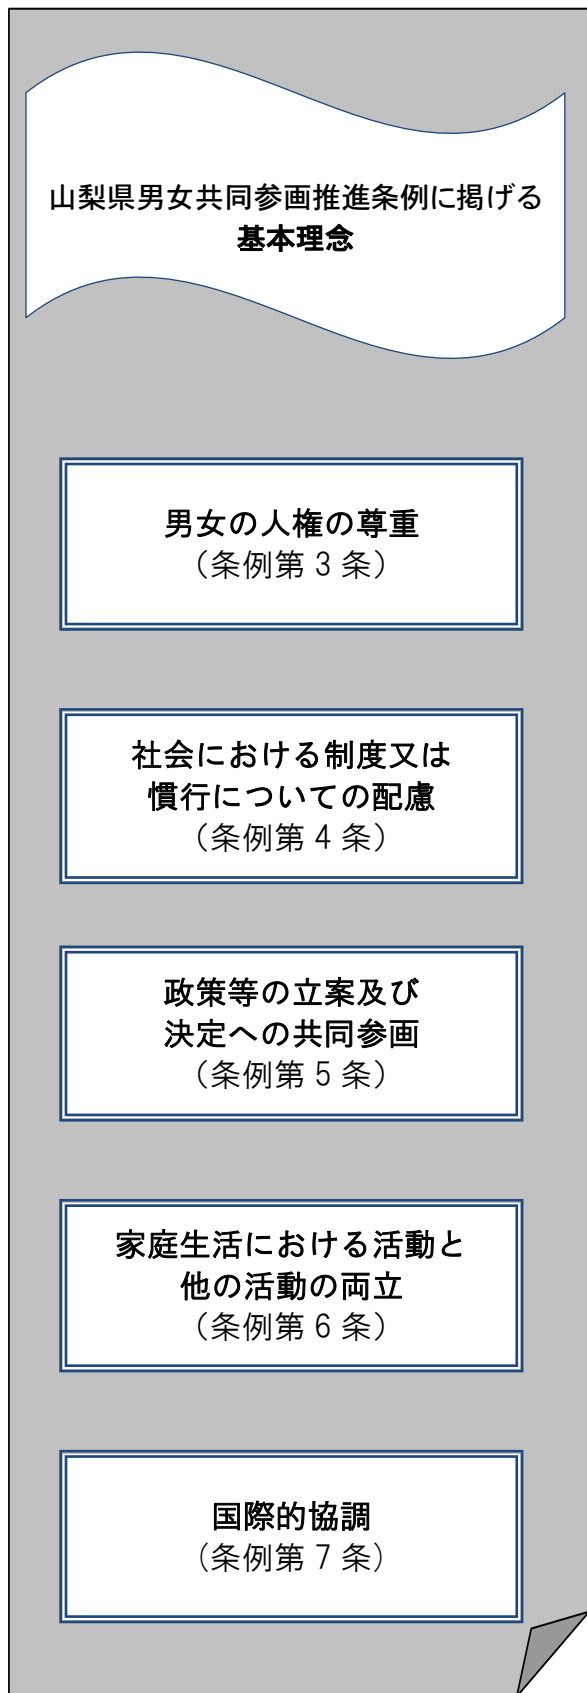 山梨県男女共同参画推進条例に掲げる
基本理念
男女の人権の尊重
（条例第 3 条）
社会における制度又は
慣行についての配慮
（条例第 4 条）
政策等の立案及び
決定への共同参画
（条例第 5 条）
家庭生活における活動と
他の活動の両立
（条例第 6 条）
国際的協調
（条例第 7 条）